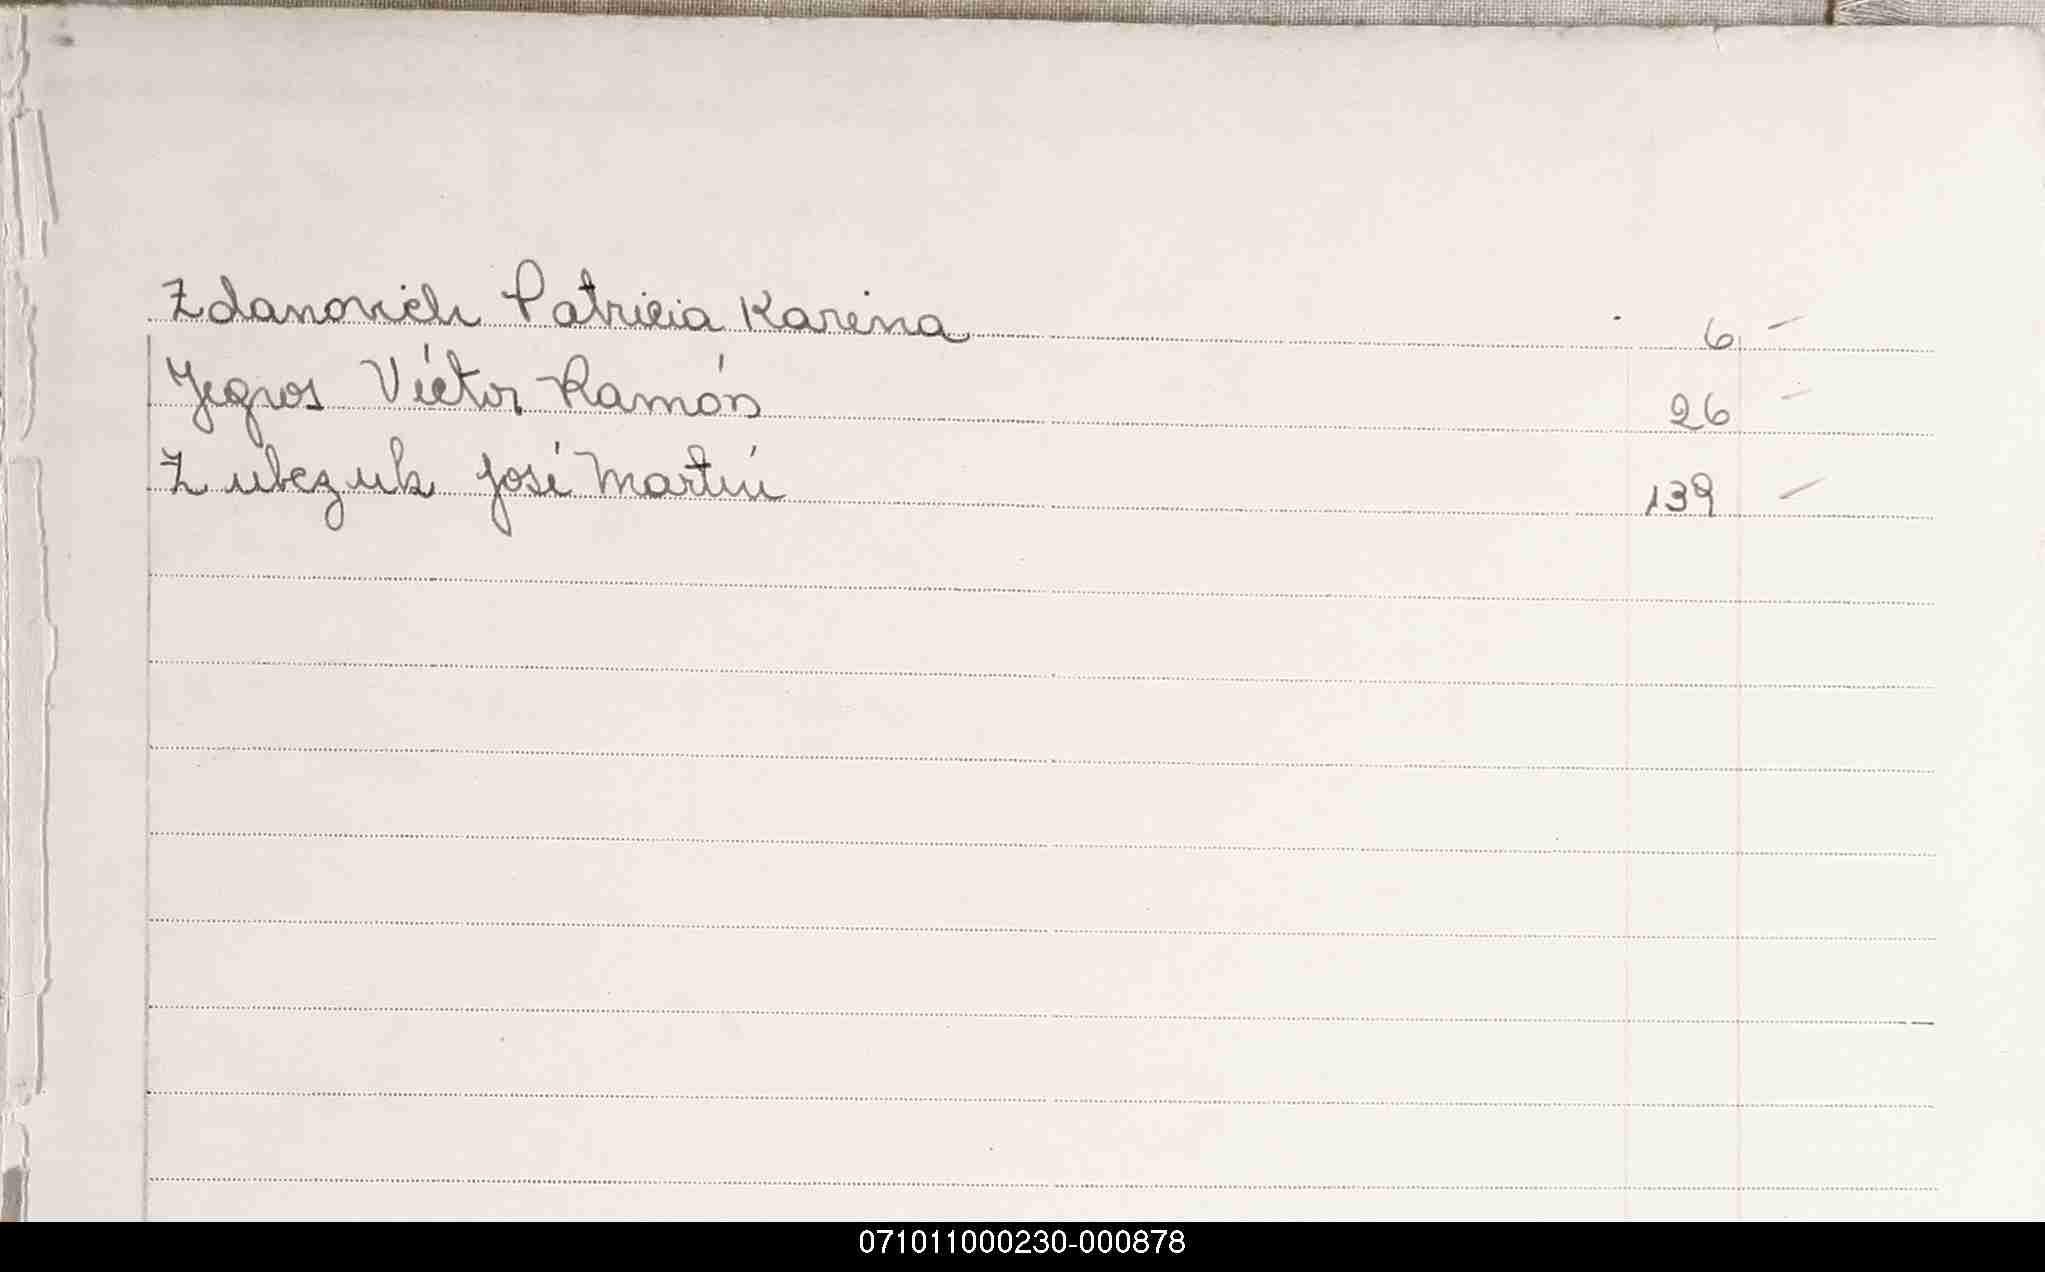 Zdanovich Patricia Karina 6 -
Yegros Víctor Ramón 26 -
Zubczuk José Martín 139 -
071011000230-000878